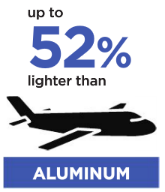 up to
52%
lighter than
ALUMINUM